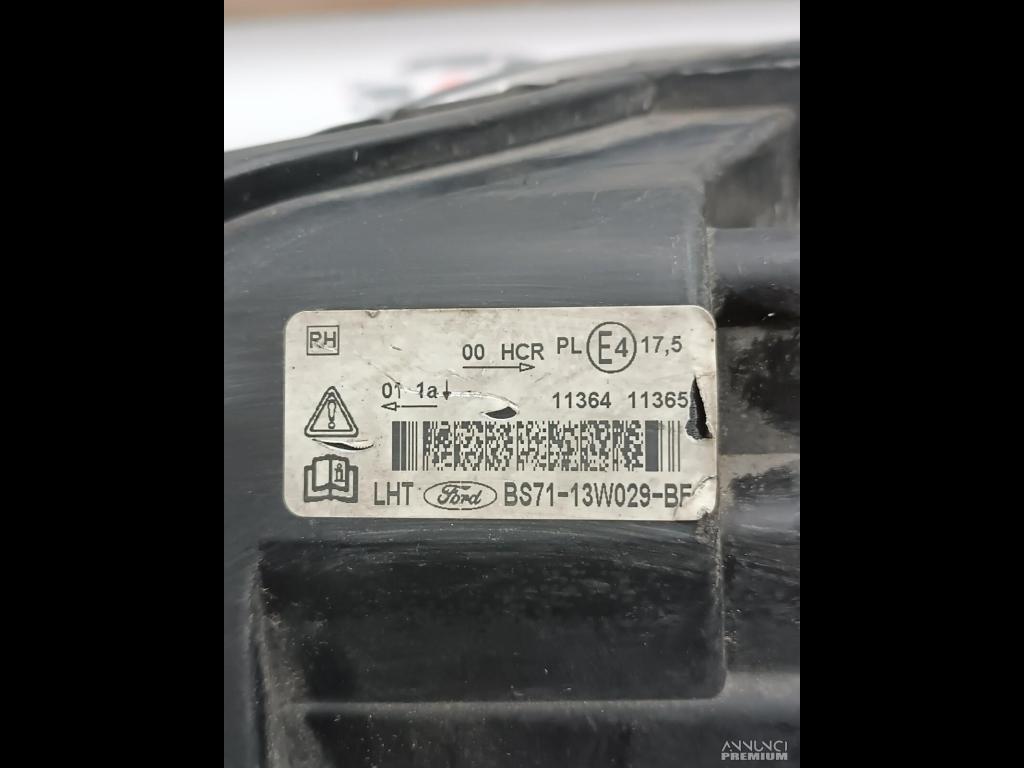 RH
00 HCR PL E4 17,5
01 1a
11364 11365
LHT Ford BS71-13W029-BF
ANNUNCI
PREMIUM